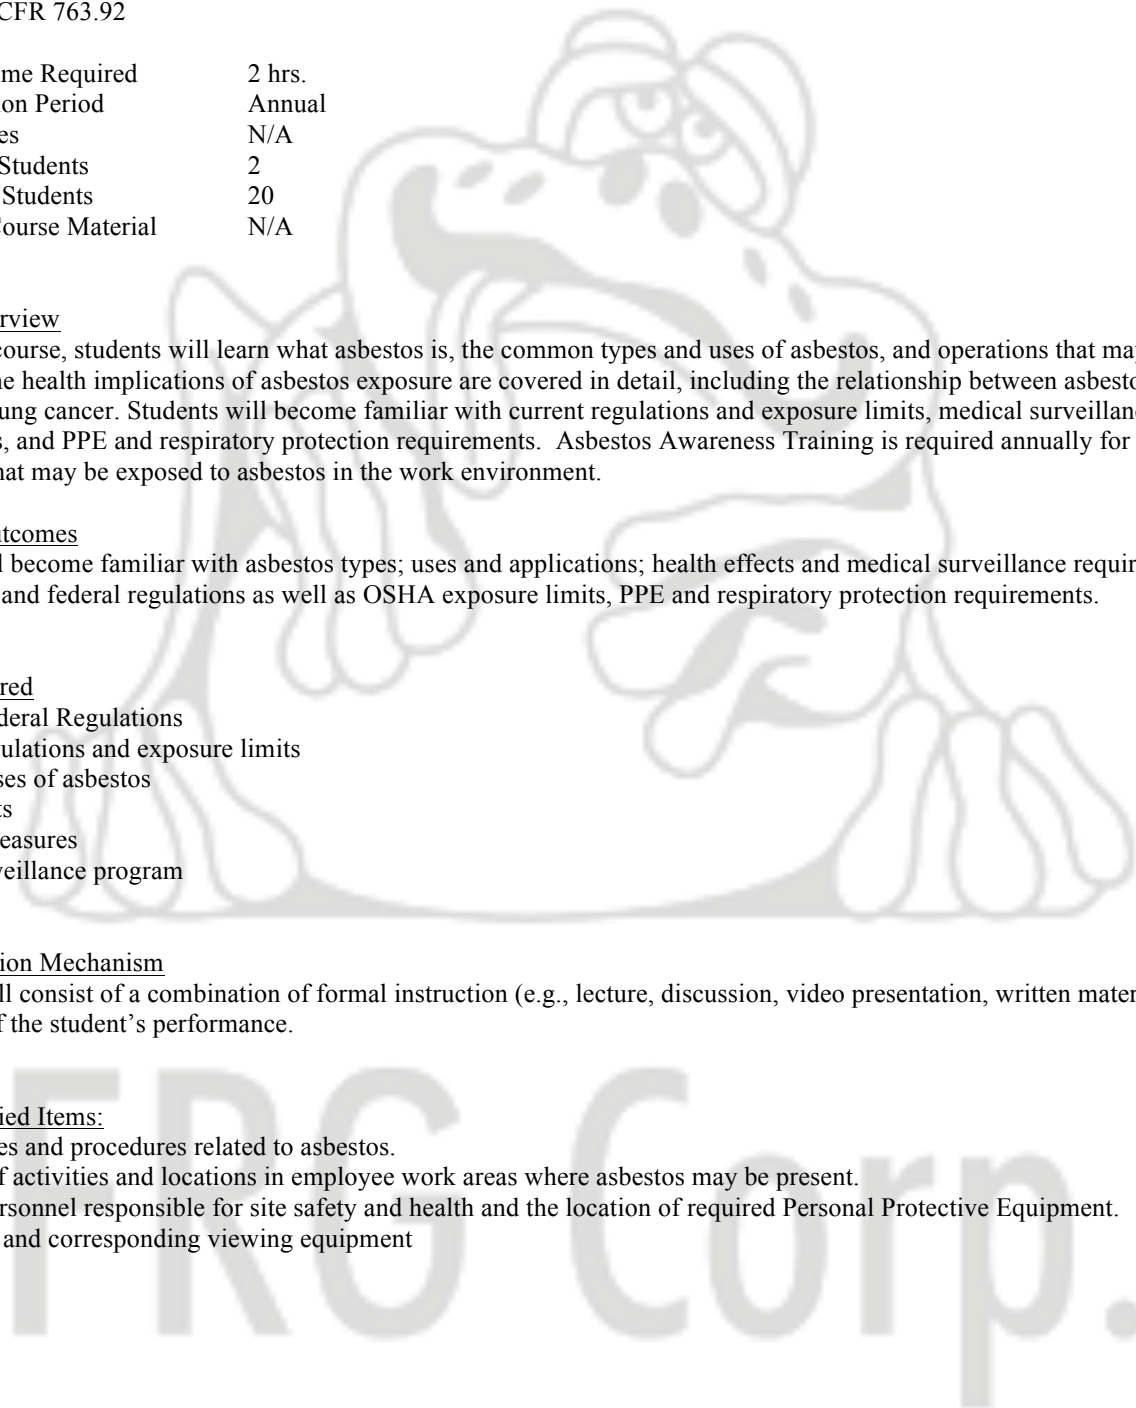 CFR 763.92
me Required 2 hrs.
on Period Annual
es N/A
Students 2
Students 20
Course Material N/A
rview
course, students will learn what asbestos is, the common types and uses of asbestos, and operations that may
ne health implications of asbestos exposure are covered in detail, including the relationship between asbesto
ung cancer. Students will become familiar with current regulations and exposure limits, medical surveillanc
s, and PPE and respiratory protection requirements. Asbestos Awareness Training is required annually for
hat may be exposed to asbestos in the work environment.
utcomes
l become familiar with asbestos types; uses and applications; health effects and medical surveillance requir
and federal regulations as well as OSHA exposure limits, PPE and respiratory protection requirements.
red
deral Regulations
ulations and exposure limits
ses of asbestos
ts
easures
veillance program
ion Mechanism
ll consist of a combination of formal instruction (e.g., lecture, discussion, video presentation, written mater
f the student's performance.
ied Items:
es and procedures related to asbestos.
f activities and locations in employee work areas where asbestos may be present.
ersonnel responsible for site safety and health and the location of required Personal Protective Equipment.
and corresponding viewing equipment
FRG Corp.